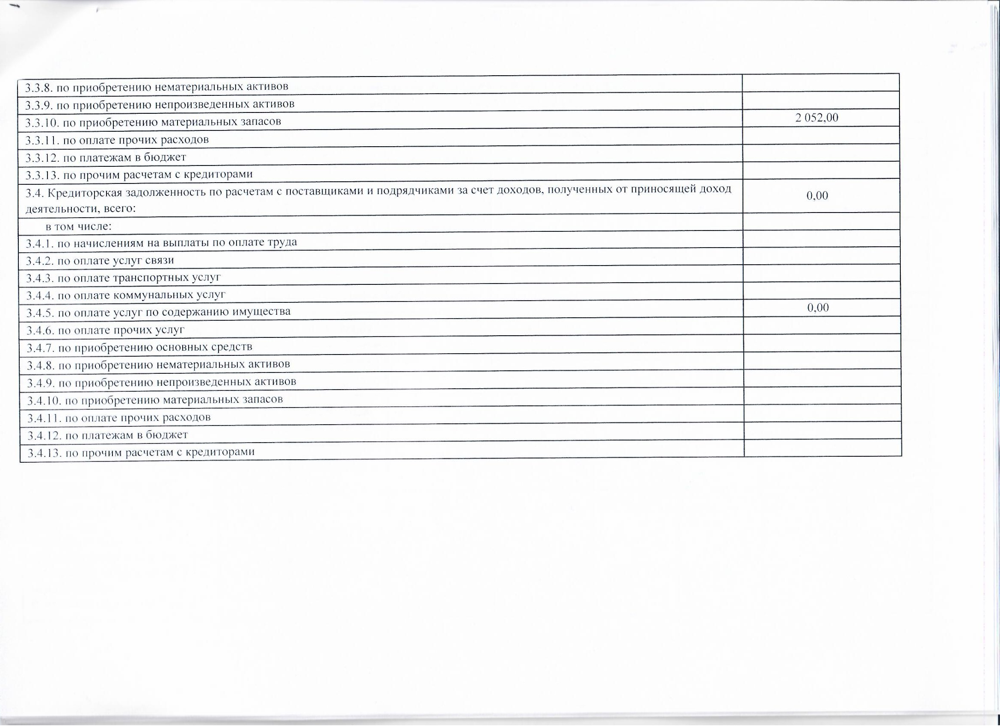 3.3.8. по приобретению нематериальных активов
3.3.9. по приобретению непроизведенных активов
3.3.10. по приобретению материальных запасов 2 052,00
3.3.11. по оплате прочих расходов
3.3.12. по платежам в бюджет
3.3.13. по прочим расчетам с кредиторами
3.4. Кредиторская задолженность по расчетам с поставщиками и подрядчиками за счет доходов, полученных от приносящей доход
деятельности, всего: 0,00
в том числе:
3.4.1. по начислениям на выплаты по оплате труда
3.4.2. по оплате услуг связи
3.4.3. по оплате транспортных услуг
3.4.4. по оплате коммунальных услуг
3.4.5. по оплате услуг по содержанию имущества 0,00
3.4.6. по оплате прочих услуг
3.4.7. по приобретению основных средств
3.4.8. по приобретению нематериальных активов
3.4.9. по приобретению непроизведенных активов
3.4.10. по приобретению материальных запасов
3.4.11. по оплате прочих расходов
3.4.12. по платежам в бюджет
3.4.13. по прочим расчетам с кредиторами